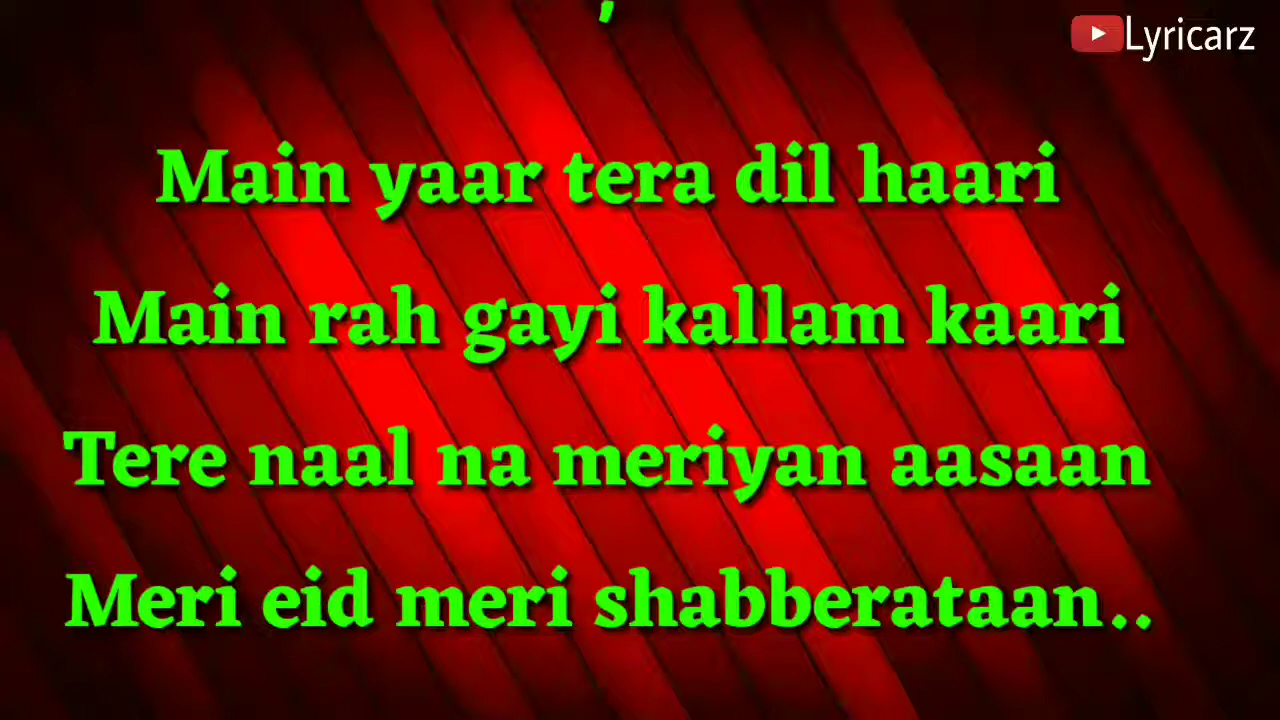 Lyricarz
Main yaar tera dil haari
Main rah gayi kallam kaari
Tere naal na meriyan aasaan
Meri eid meri shabberataan..